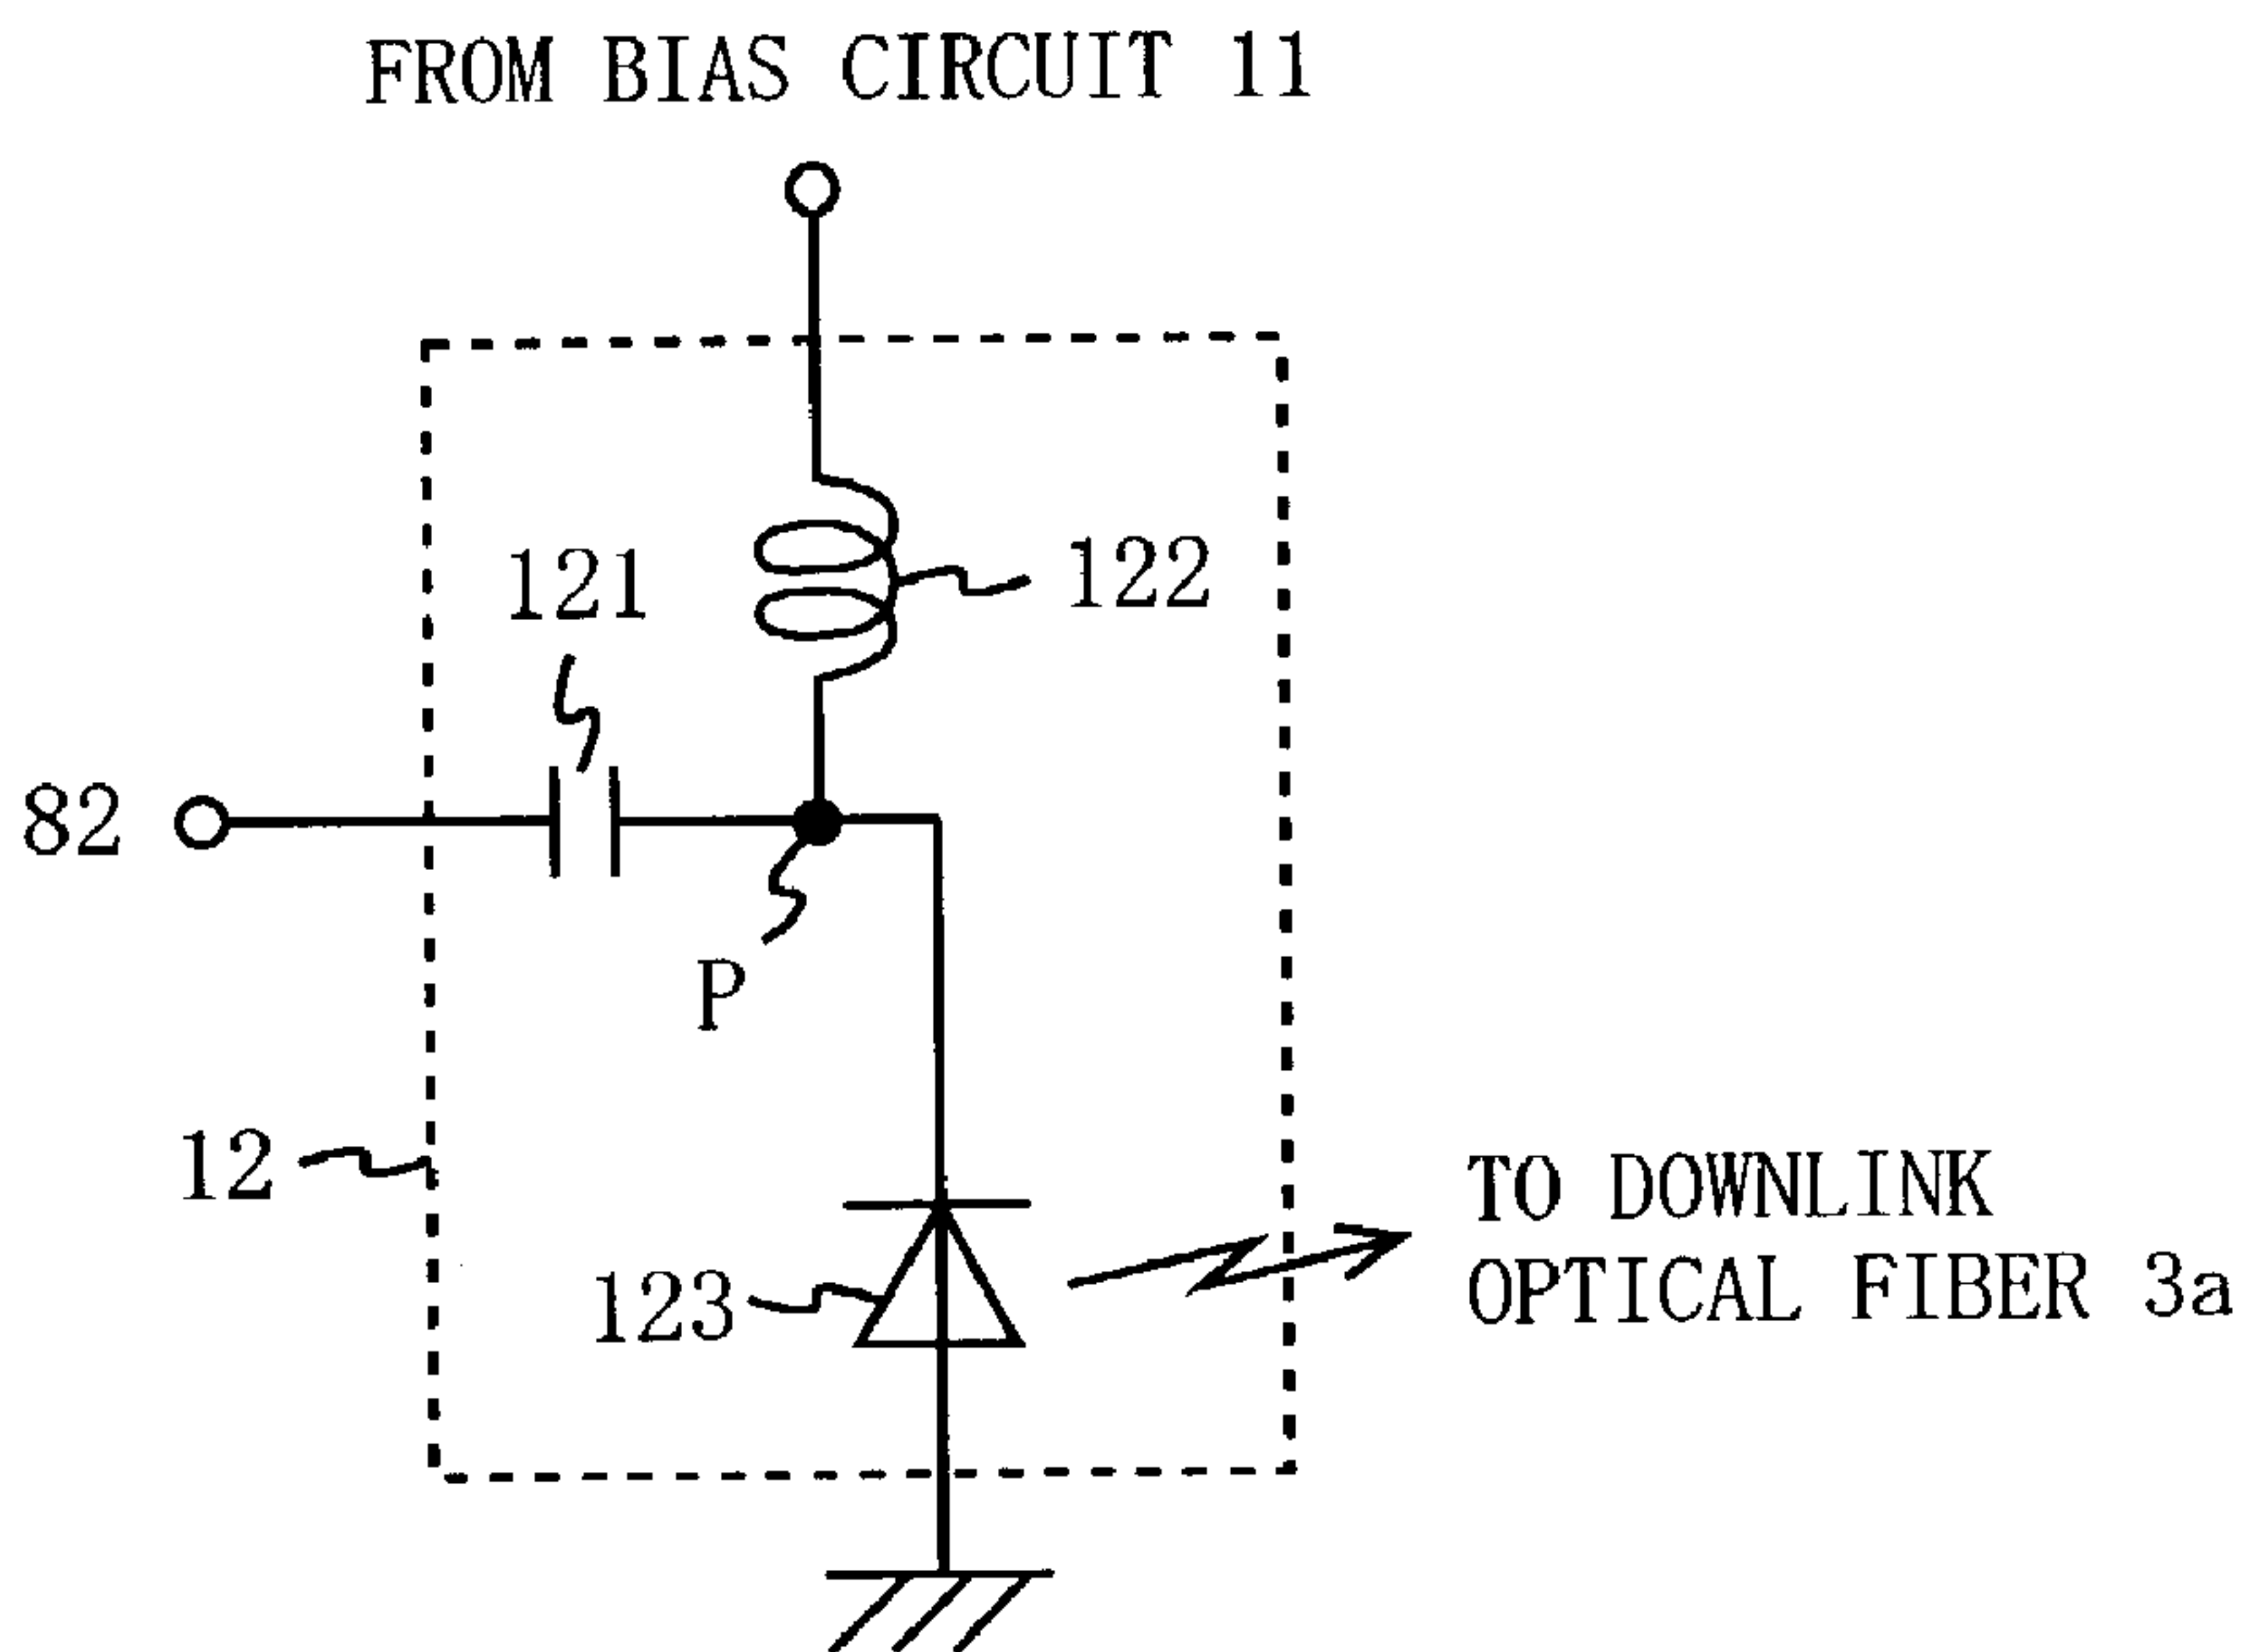 FROM BIAS CIRCUIT 11
121
122
82
P
12
123
TO DOWNLINK
OPTICAL FIBER 3a